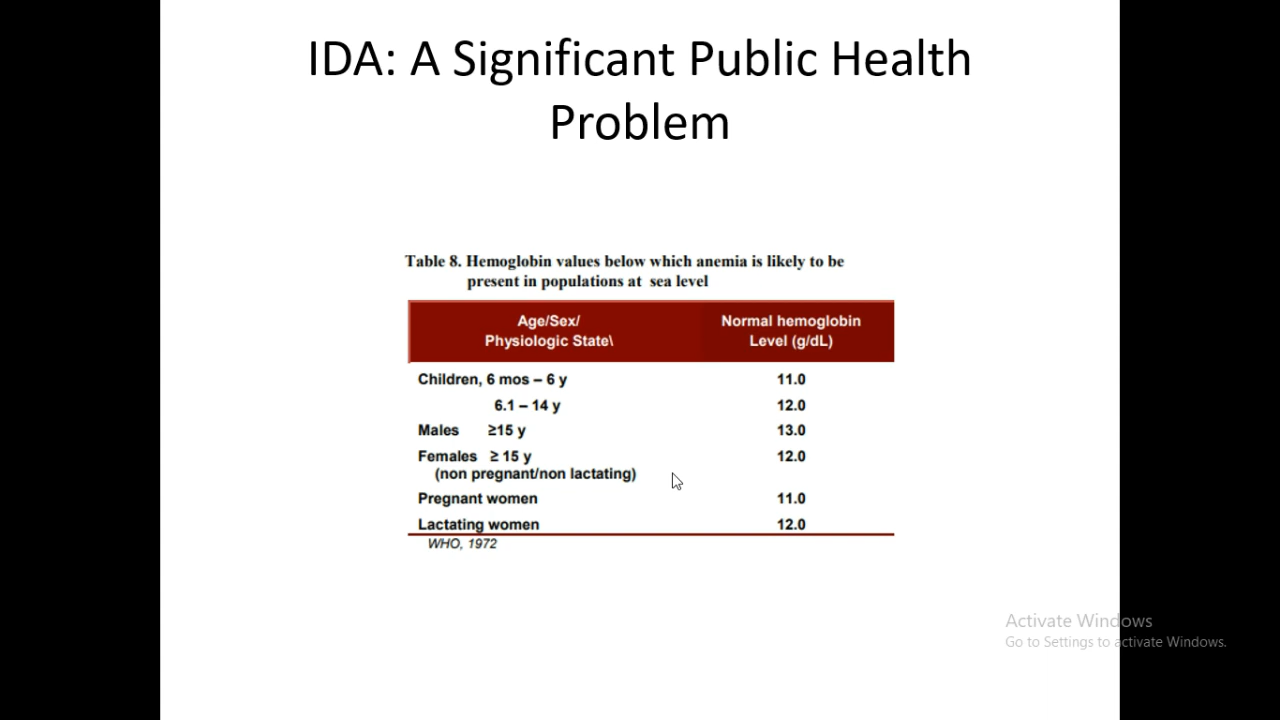 IDA: A Significant Public Health
Problem
Table 8. Hemoglobin values below which anemia is likely to be
present in populations at sea level
Age/Sex/
Physiologic State\
Normal hemoglobin
Level (g/dL)
Children, 6 mos – 6 y 11.0
6.1 – 14 y 12.0
Males ≥15 y 13.0
Females ≥ 15 y 12.0
(non pregnant/non lactating)
Pregnant women 11.0
Lactating women 12.0
WHO, 1972
Activate Windows
Go to Settings to activate Windows.